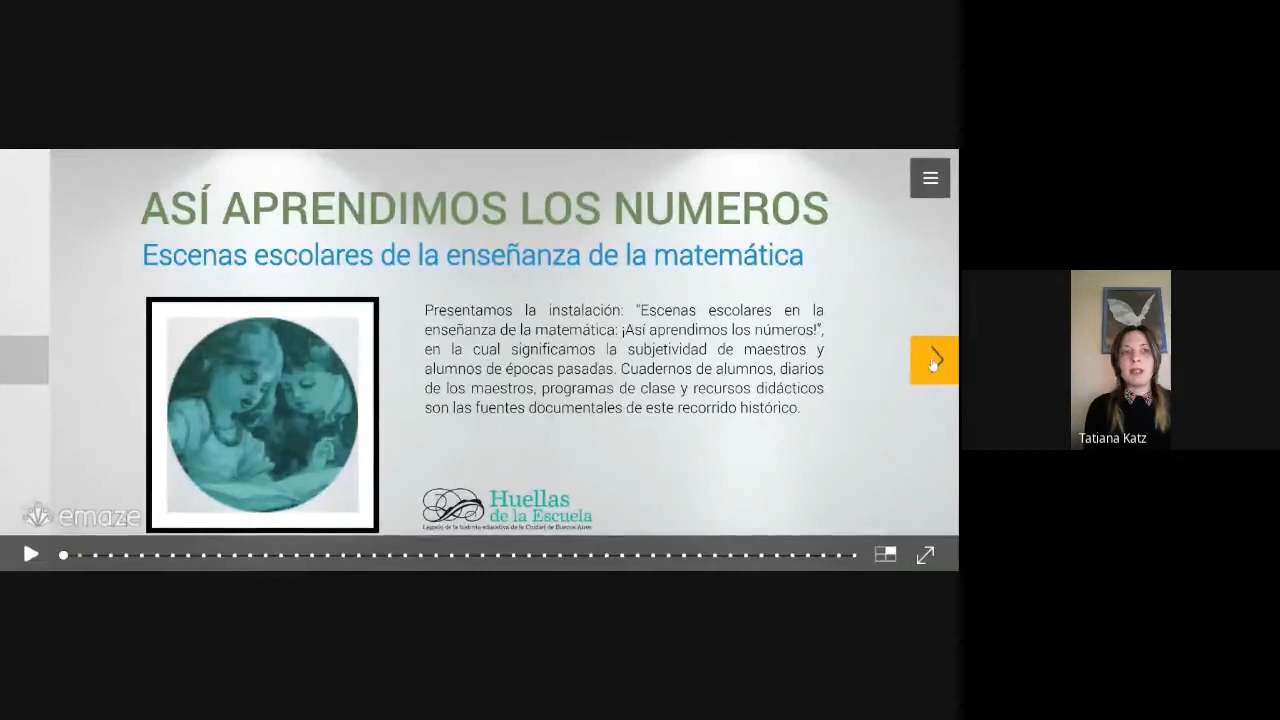 ASÍ APRENDIMOS LOS NUMEROS
Escenas escolares de la enseñanza de la matemática
Presentamos la instalación: “Escenas escolares en la
enseñanza de la matemática: ¡Así aprendimos los números!”,
en la cual significamos la subjetividad de maestros y
alumnos de épocas pasadas. Cuadernos de alumnos, diarios
de los maestros, programas de clase y recursos didácticos
son las fuentes documentales de este recorrido histórico.
Huellas
de la Escuela
Legado de la historia educativa de la Ciudad de Buenos Aires
emaze
Tatiana Katz